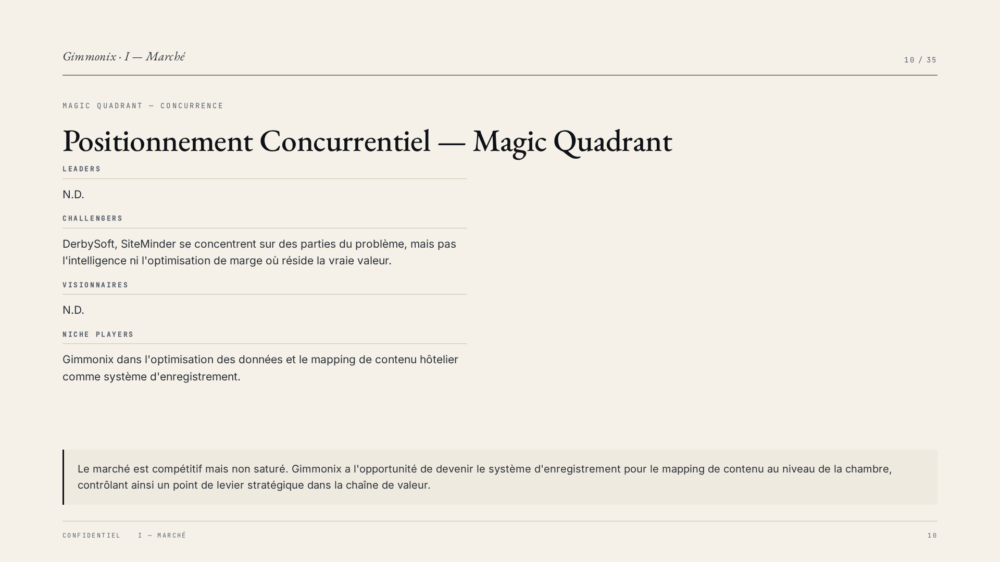 Gimmonix · I — Marché
10 / 35
MAGIC QUADRANT — CONCURRENCE
Positionnement Concurrentiel — Magic Quadrant
LEADERS
N.D.
CHALLENGERS
DerbySoft, SiteMinder se concentrent sur des parties du problème, mais pas
l'intelligence ni l'optimisation de marge où réside la vraie valeur.
VISIONNAIRES
N.D.
NICHE PLAYERS
Gimmonix dans l'optimisation des données et le mapping de contenu hôtelier
comme système d'enregistrement.
Le marché est compétitif mais non saturé. Gimmonix a l'opportunité de devenir le système d'enregistrement pour le mapping de contenu au niveau de la chambre,
contrôlant ainsi un point de levier stratégique dans la chaîne de valeur.
CONFIDENTIEL I — MARCHÉ
10